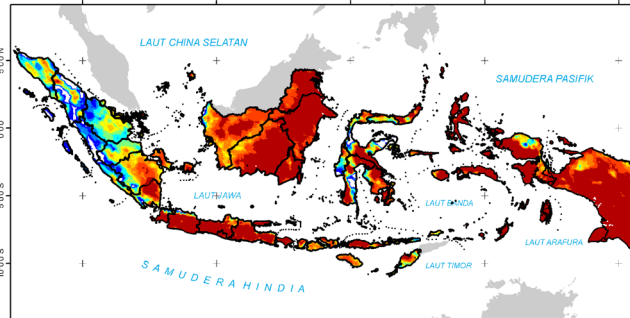 LAUT CHINA SELATAN
SAMUDERA PASIFIK
LAUT JAWA
LAUT BANDA
LAUT ARAFURA
LAUT TIMOR
SAMUDERA HINDIA